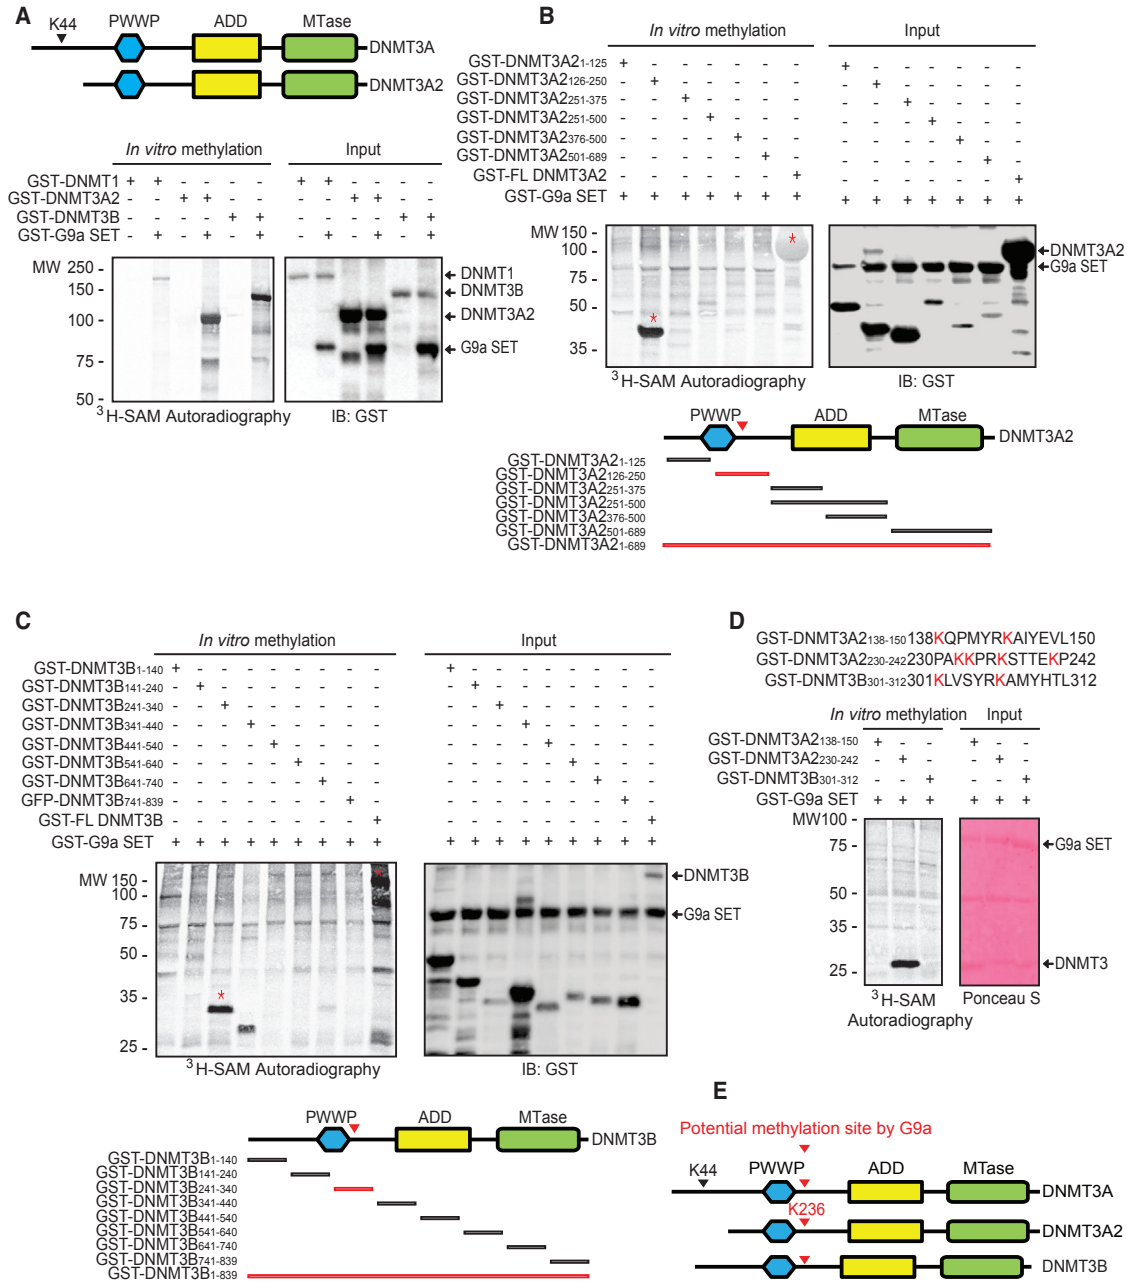 A
K44 PWWP ADD MTase
DNMT3A
DNMT3A2
In vitro methylation Input
GST-DNMT1 + + - - - - + + - - - -
GST-DNMT3A2 - - + + - - - - + + - -
GST-DNMT3B - - - - + + - - - - + +
GST-G9a SET - + - + - + - + - + - +
MW 250 -
150 -
100 -
75 -
50 -
DNMT1
DNMT3B
DNMT3A2
G9a SET
3H-SAM Autoradiography IB: GST
B
In vitro methylation Input
GST-DNMT3A21-125 + - - - - - - + - - - - - -
GST-DNMT3A2126-250 - + - - - - - - + - - - - -
GST-DNMT3A2251-375 - - + - - - - - - + - - - -
GST-DNMT3A2251-500 - - - + - - - - - - + - - -
GST-DNMT3A2376-500 - - - - + - - - - - - + - -
GST-DNMT3A2501-689 - - - - - + - - - - - - + -
GST-FL DNMT3A2 - - - - - - + - - - - - - +
GST-G9a SET + + + + + + + + + + + + + +
MW 150 -
100 -
75 -
50 -
35 -
*
*
DNMT3A2
G9a SET
3H-SAM Autoradiography IB: GST
PWWP ADD MTase
DNMT3A2
GST-DNMT3A21-125
GST-DNMT3A2126-250
GST-DNMT3A2251-375
GST-DNMT3A2251-500
GST-DNMT3A2376-500
GST-DNMT3A2501-689
GST-DNMT3A21-689
C
In vitro methylation Input
GST-DNMT3B1-140 + - - - - - - - - + - - - - - - - -
GST-DNMT3B141-240 - + - - - - - - - - + - - - - - - -
GST-DNMT3B241-340 - - + - - - - - - - - + - - - - - -
GST-DNMT3B341-440 - - - + - - - - - - - - + - - - - -
GST-DNMT3B441-540 - - - - + - - - - - - - - + - - - -
GST-DNMT3B541-640 - - - - - + - - - - - - - - + - - -
GST-DNMT3B641-740 - - - - - - + - - - - - - - - + - -
GFP-DNMT3B741-839 - - - - - - - + - - - - - - - - + -
GST-FL DNMT3B - - - - - - - - + - - - - - - - - +
GST-G9a SET + + + + + + + + + + + + + + + + + +
MW 150 -
100 -
75 -
50 -
35 -
25 -
*
*
DNMT3B
G9a SET
3H-SAM Autoradiography IB: GST
PWWP ADD MTase
DNMT3B
GST-DNMT3B1-140
GST-DNMT3B141-240
GST-DNMT3B241-340
GST-DNMT3B341-440
GST-DNMT3B441-540
GST-DNMT3B541-640
GST-DNMT3B641-740
GST-DNMT3B741-839
GST-DNMT3B1-839
D
GST-DNMT3A2138-150 138KQPMYRKAIYEVL150
GST-DNMT3A2230-242 230PAKKPRKSTTEKP242
GST-DNMT3B301-312 301KLVSYRKAMYHTL312
In vitro methylation Input
GST-DNMT3A2138-150 + - - + - -
GST-DNMT3A2230-242 - + - - + -
GST-DNMT3B301-312 - - + - - +
GST-G9a SET + + + + + +
MW100 -
75 -
50 -
35 -
25 -
G9a SET
DNMT3
3H-SAM Autoradiography
Ponceau S
E
Potential methylation site by G9a
K44 PWWP ADD MTase
DNMT3A
K236
DNMT3A2
DNMT3B